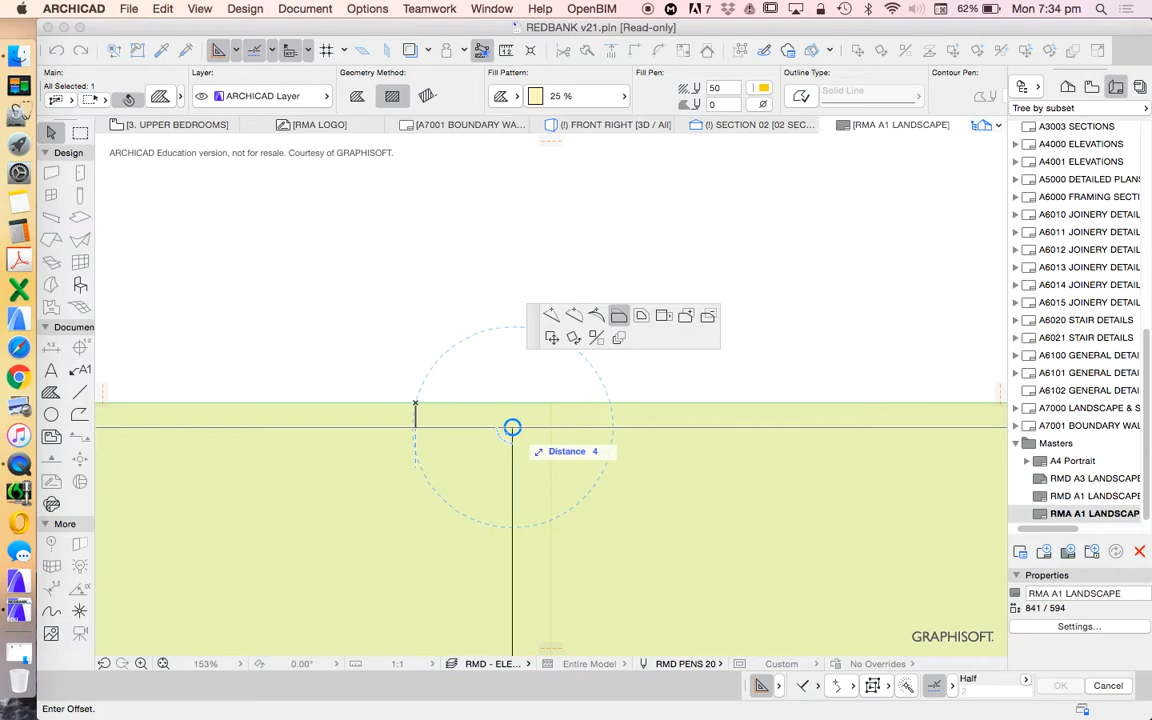 ARCHICAD File Edit View Design Document Options Teamwork Window Help OpenBIM 7 62% Mon 7:34 pm
REDBANK v21.pln [Read-only]
Main: Layer: Geometry Method: Fill Pattern: Fill Pen: Outline Type: Contour Pen:
All Selected: 1
ARCHICAD Layer 25 % 50 Solid Line
0
[3. UPPER BEDROOMS] [RMA LOGO] [A7001 BOUNDARY WA... (!) FRONT RIGHT [3D / All] (!) SECTION 02 [02 SEC... [RMA A1 LANDSCAPE]
ARCHICAD Education version, not for resale. Courtesy of GRAPHISOFT.
Design
Documen
More
Distance 4
GRAPHISOFT.
Tree by subset
A3003 SECTIONS
A4000 ELEVATIONS
A4001 ELEVATIONS
A5000 DETAILED PLANS
A6000 FRAMING SECTI
A6010 JOINERY DETAIL
A6011 JOINERY DETAIL
A6012 JOINERY DETAIL
A6013 JOINERY DETAIL
A6014 JOINERY DETAIL
A6015 JOINERY DETAIL
A6020 STAIR DETAILS
A6021 STAIR DETAILS
A6100 GENERAL DETAI
A6101 GENERAL DETAI
A6102 GENERAL DETAI
A7000 LANDSCAPE & S
A7001 BOUNDARY WAL
Masters
A4 Portrait
RMD A3 LANDSCAPE
RMD A1 LANDSCAPE
RMA A1 LANDSCAP
Properties
RMA A1 LANDSCAPE
841 / 594
Settings...
153% 0.00° 1:1 RMD - ELE... Entire Model RMD PENS 20 Custom No Overrides
Half
2
OK Cancel
Enter Offset.